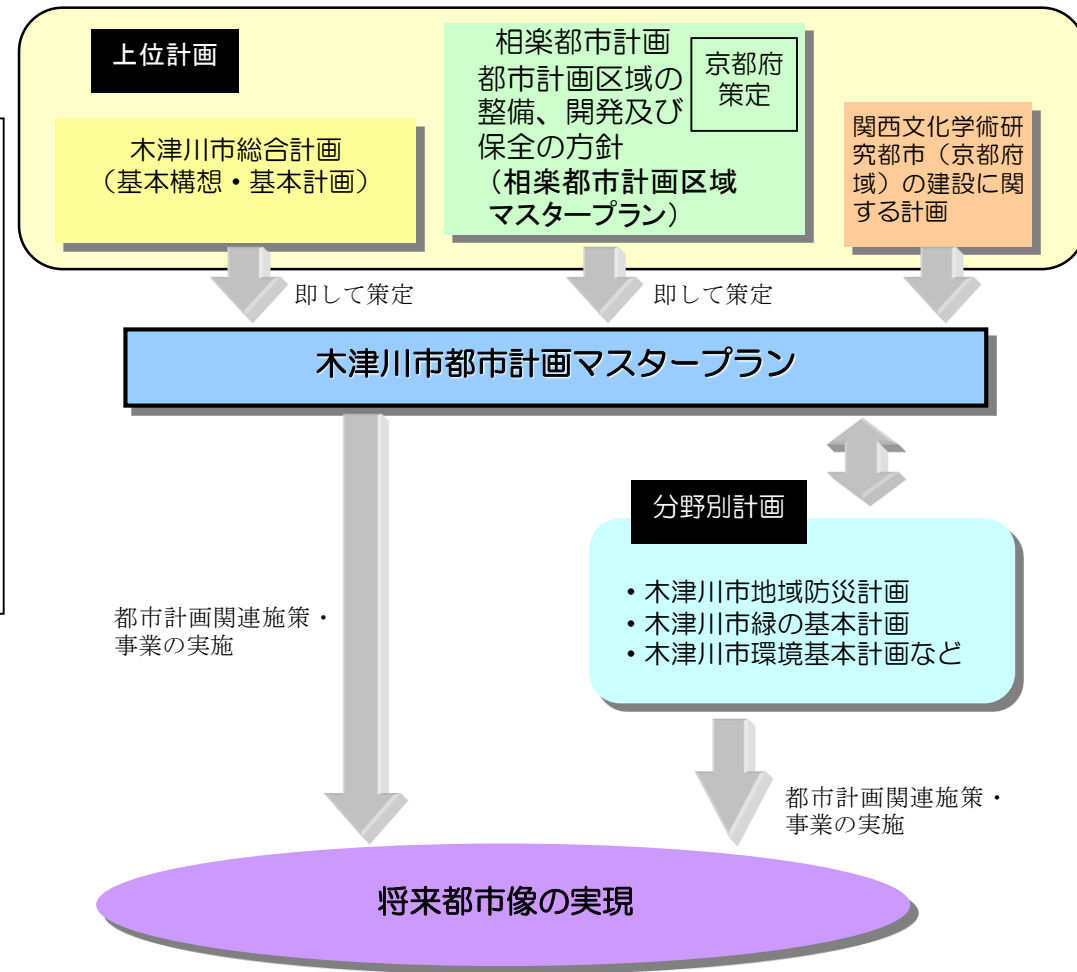 上位計画
木津川市総合計画
（基本構想・基本計画）
相楽都市計画
都市計画区域の
整備、開発及び
保全の方針
（相楽都市計画区域
マスタープラン）
京都府
策定
関西文化学術研
究都市（京都府
域）の建設に関
する計画
即して策定
即して策定
木津川市都市計画マスタープラン
分野別計画
・木津川市地域防災計画
・木津川市緑の基本計画
・木津川市環境基本計画など
都市計画関連施策・
事業の実施
都市計画関連施策・
事業の実施
将来都市像の実現